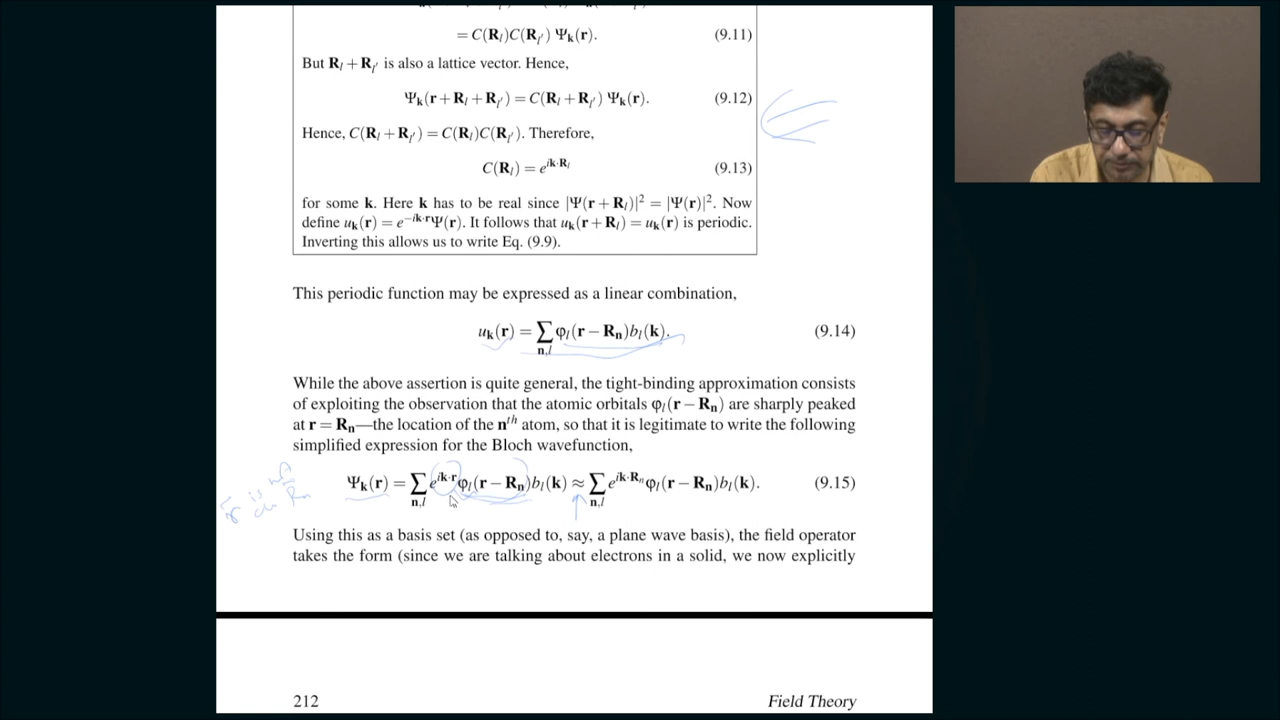 = C(R_l)C(R_l') Ψ_k(r). (9.11)
But R_l + R_l' is also a lattice vector. Hence,
Ψ_k(r + R_l + R_l') = C(R_l + R_l') Ψ_k(r). (9.12)
Hence, C(R_l + R_l') = C(R_l)C(R_l'). Therefore,
C(R_l) = e^{ik·R_l} (9.13)
for some k. Here k has to be real since |Ψ(r + R_l)|² = |Ψ(r)|². Now
define u_k(r) = e^{−ik·r}Ψ(r). It follows that u_k(r + R_l) = u_k(r) is periodic.
Inverting this allows us to write Eq. (9.9).
This periodic function may be expressed as a linear combination,
u_k(r) = ∑_{n,l} φ_l(r − R_n)b_l(k). (9.14)
While the above assertion is quite general, the tight-binding approximation consists
of exploiting the observation that the atomic orbitals φ_l(r − R_n) are sharply peaked
at r = R_n—the location of the n^{th} atom, so that it is legitimate to write the following
simplified expression for the Bloch wavefunction,
Ψ_k(r) = ∑_{n,l} e^{ik·r}φ_l(r − R_n)b_l(k) ≈ ∑_{n,l} e^{ik·R_n}φ_l(r − R_n)b_l(k). (9.15)
Using this as a basis set (as opposed to, say, a plane wave basis), the field operator
takes the form (since we are talking about electrons in a solid, we now explicitly
212 Field Theory